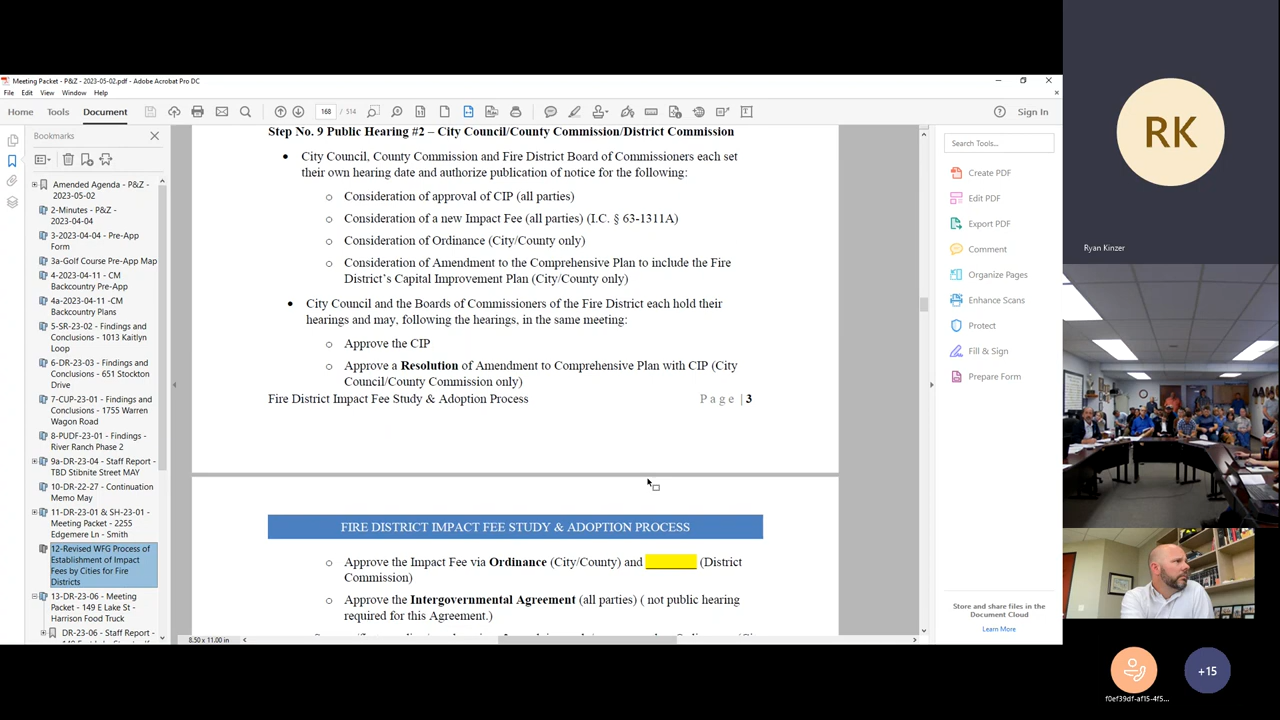 Meeting Packet - P&Z - 2023-05-02.pdf - Adobe Acrobat Pro DC
File Edit View Window Help
Home Tools Document 168 / 514 Sign In
Bookmarks
Amended Agenda - P&Z -
2023-05-02
2-Minutes - P&Z -
2023-04-04
3-2023-04-04 - Pre-App
Form
3a-Golf Course Pre-App Map
4-2023-04-11 - CM
Backcountry Pre-App
4a-2023-04-11 -CM
Backcountry Plans
5-SR-23-02 - Findings and
Conclusions - 1013 Kaitlyn
Loop
6-DR-23-03 - Findings and
Conclusions - 651 Stockton
Drive
7-CUP-23-01 - Findings and
Conclusions - 1755 Warren
Wagon Road
8-PUDF-23-01 - Findings -
River Ranch Phase 2
9a-DR-23-04 - Staff Report -
TBD Stibnite Street MAY
10-DR-22-27 - Continuation
Memo May
11-DR-23-01 & SH-23-01 -
Meeting Packet - 2255
Edgemere Ln - Smith
12-Revised WFG Process of
Establishment of Impact
Fees by Cities for Fire
Districts
13-DR-23-06 - Meeting
Packet - 149 E Lake St -
Harrison Food Truck
DR-23-06 - Staff Report -
Step No. 9 Public Hearing #2 – City Council/County Commission/District Commission
• City Council, County Commission and Fire District Board of Commissioners each set
their own hearing date and authorize publication of notice for the following:
o Consideration of approval of CIP (all parties)
o Consideration of a new Impact Fee (all parties) (I.C. § 63-1311A)
o Consideration of Ordinance (City/County only)
o Consideration of Amendment to the Comprehensive Plan to include the Fire
District’s Capital Improvement Plan (City/County only)
• City Council and the Boards of Commissioners of the Fire District each hold their
hearings and may, following the hearings, in the same meeting:
o Approve the CIP
o Approve a Resolution of Amendment to Comprehensive Plan with CIP (City
Council/County Commission only)
Fire District Impact Fee Study & Adoption Process Page | 3
FIRE DISTRICT IMPACT FEE STUDY & ADOPTION PROCESS
o Approve the Impact Fee via Ordinance (City/County) and ________ (District
Commission)
o Approve the Intergovernmental Agreement (all parties) ( not public hearing
required for this Agreement.)
8.50 x 11.00 in
Search Tools...
Create PDF
Edit PDF
Export PDF
Comment
Organize Pages
Enhance Scans
Protect
Fill & Sign
Prepare Form
Store and share files in the
Document Cloud
Learn More
RK
Ryan Kinzer
f0ef39df-af15-4f5...
+15